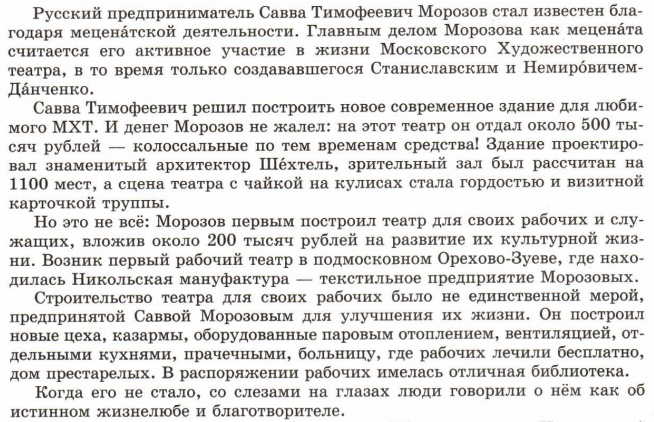 Русский предприниматель Савва Тимофеевич Морозов стал известен бла-
годаря мецена́тской деятельности. Главным делом Морозова как мецена́та
считается его активное участие в жизни Московского Художественного
театра, в то время только создававшегося Станиславским и Немиро́вичем-
Да́нченко.
Савва Тимофеевич решил построить новое современное здание для люби-
мого МХТ. И денег Морозов не жалел: на этот театр он отдал около 500 ты-
сяч рублей — колоссальные по тем временам средства! Здание проектиро-
вал знаменитый архитектор Ше́хтель, зрительный зал был рассчитан на
1100 мест, а сцена театра с чайкой на кулисах стала гордостью и визитной
карточкой труппы.
Но это не всё: Морозов первым построил театр для своих рабочих и слу-
жащих, вложив около 200 тысяч рублей на развитие их культурной жиз-
ни. Возник первый рабочий театр в подмосковном Орехово-Зуеве, где нахо-
дилась Никольская мануфактура — текстильное предприятие Морозовых.
Строительство театра для своих рабочих было не единственной мерой,
предпринятой Саввой Морозовым для улучшения их жизни. Он построил
новые цеха, казармы, оборудованные паровым отоплением, вентиляцией, от-
дельными кухнями, прачечными, больницу, где рабочих лечили бесплатно,
дом престарелых. В распоряжении рабочих имелась отличная библиотека.
Когда его не стало, со слезами на глазах люди говорили о нём как об
истинном жизнелюбе и благотворителе.